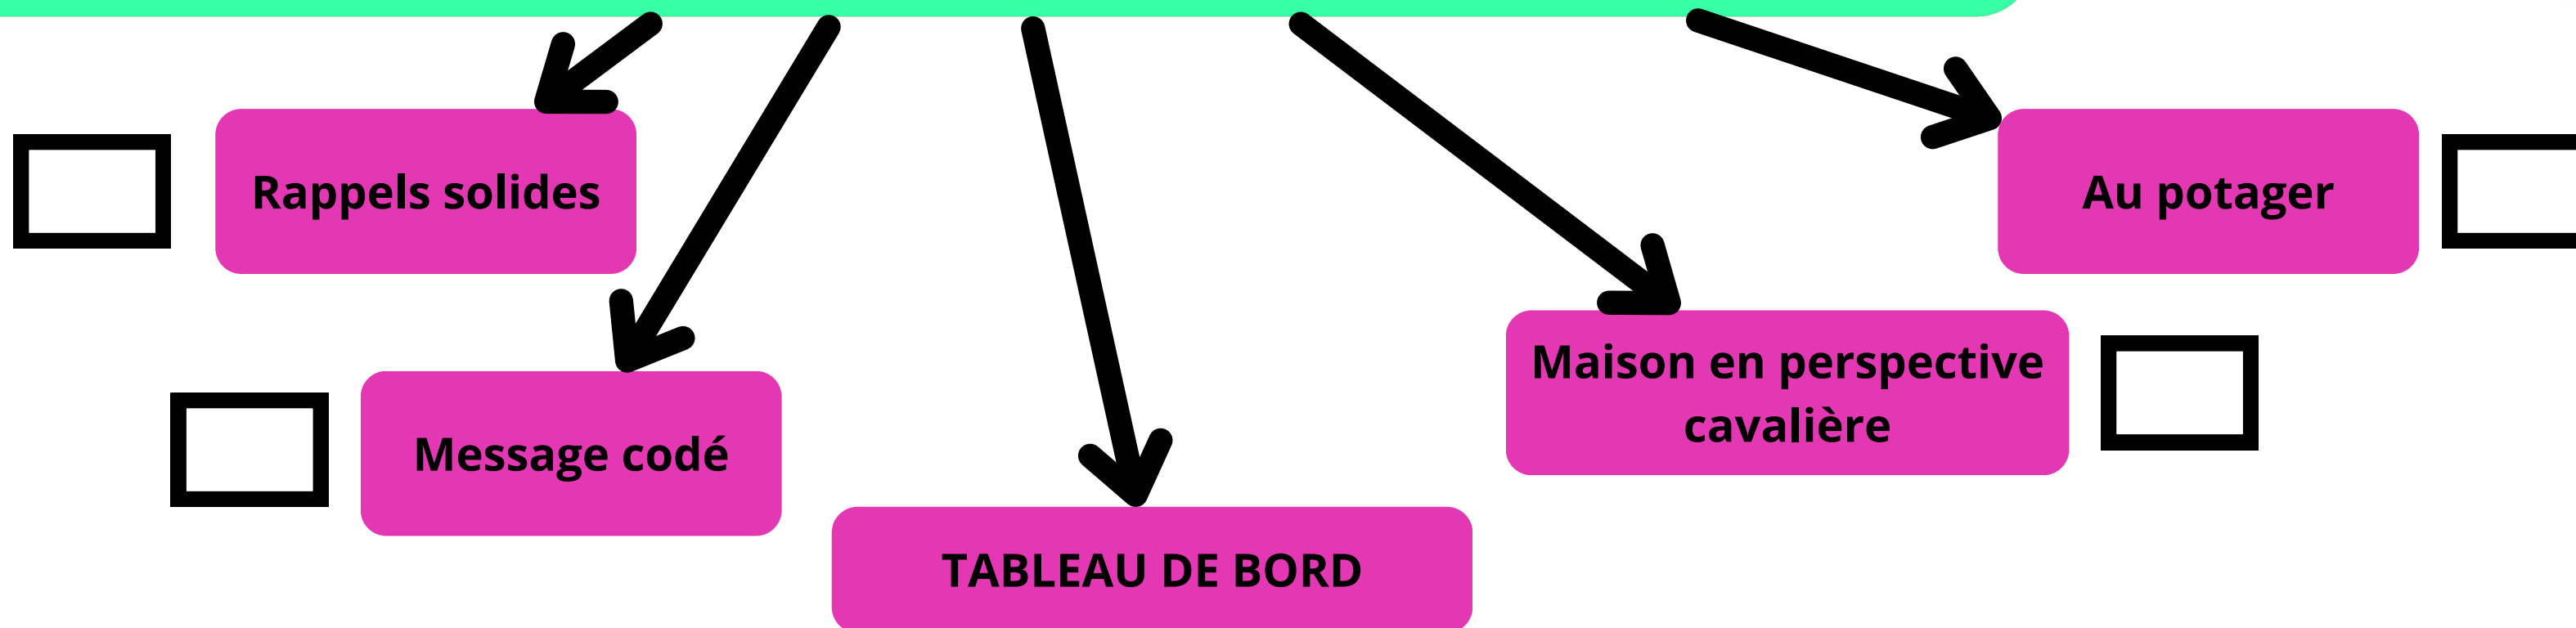 Rappels solides
Au potager
Maison en perspective
cavalière
Message codé
TABLEAU DE BORD